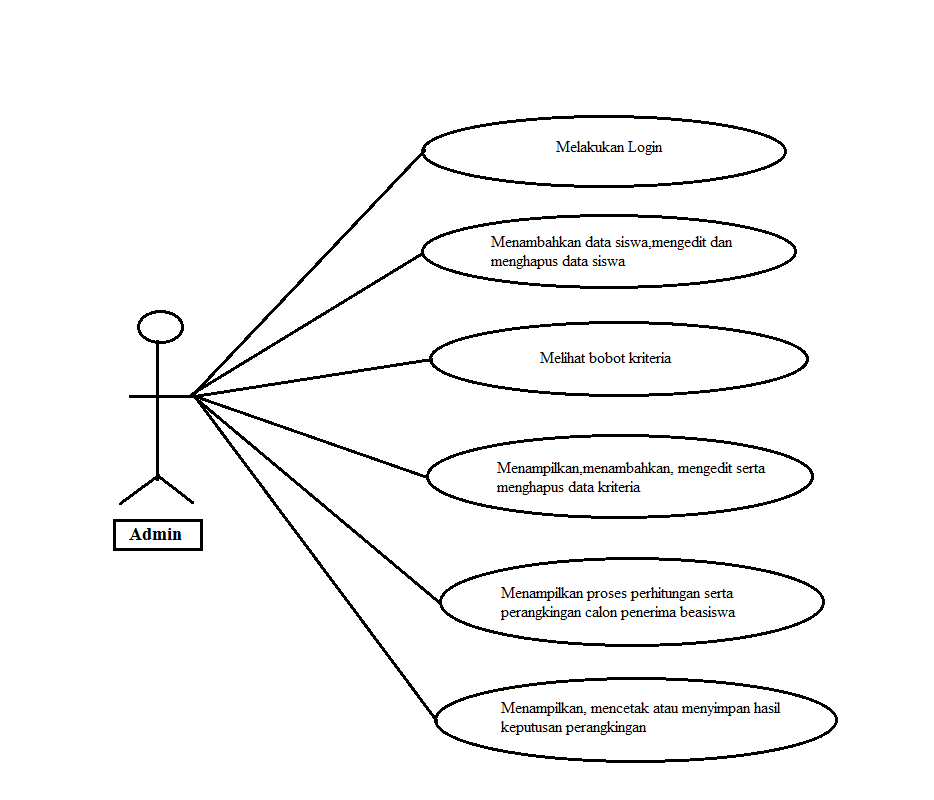 Melakukan Login
Menambahkan data siswa,mengedit dan
menghapus data siswa
Melihat bobot kriteria
Menampilkan,menambahkan, mengedit serta
menghapus data kriteria
Admin
Menampilkan proses perhitungan serta
perangkingan calon penerima beasiswa
Menampilkan, mencetak atau menyimpan hasil
keputusan perangkingan